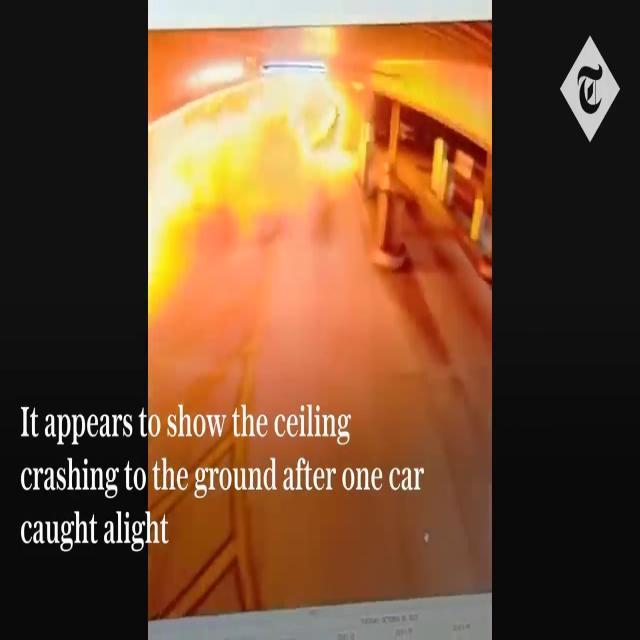 T
It appears to show the ceiling
crashing to the ground after one car
caught alight